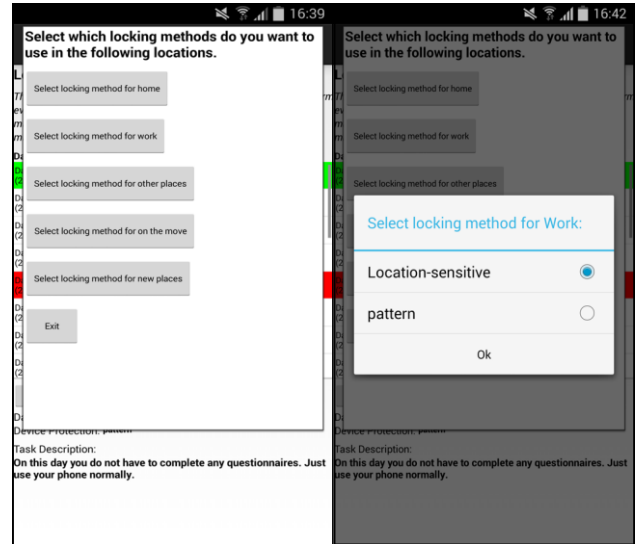 16:39
Select which locking methods do you want to
use in the following locations.
Select locking method for home
Select locking method for work
Select locking method for other places
Select locking method for on the move
Select locking method for new places
Exit
Device Protection: pattern
Task Description:
On this day you do not have to complete any questionnaires. Just
use your phone normally.
16:42
Select which locking methods do you want to
use in the following locations.
Select locking method for home
Select locking method for work
Select locking method for other places
Select locking method for Work:
Location-sensitive
pattern
Ok
Device Protection: pattern
Task Description:
On this day you do not have to complete any questionnaires. Just
use your phone normally.